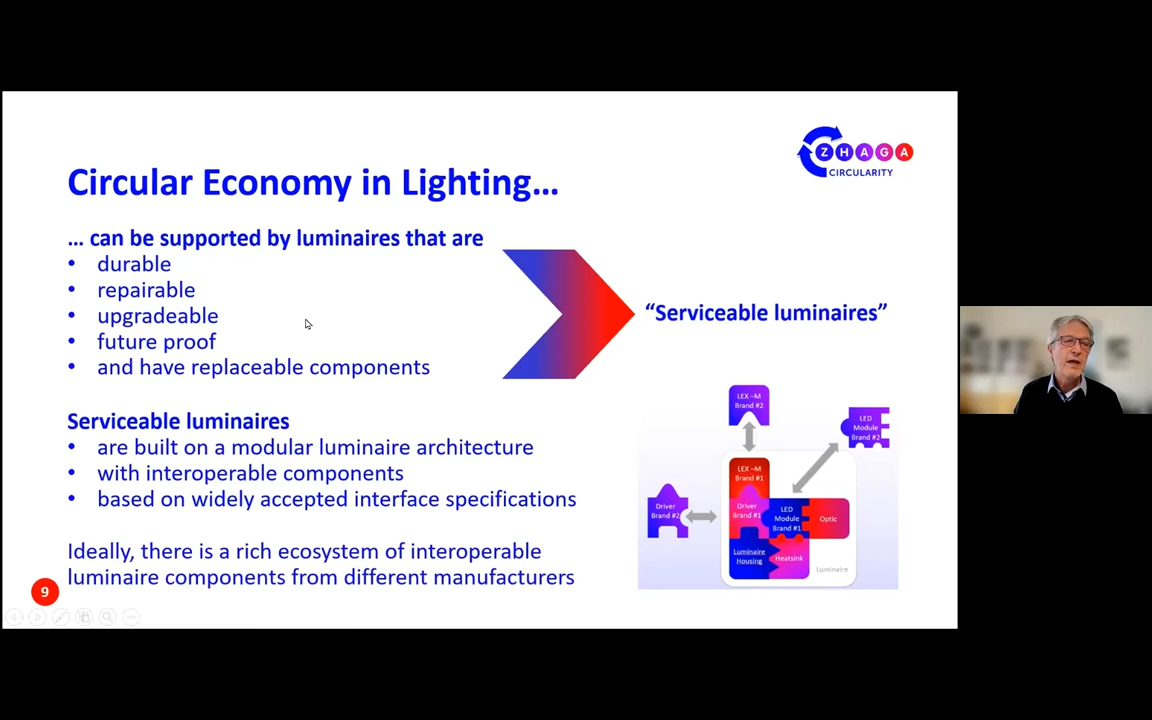 ZHAGA
CIRCULARITY
Circular Economy in Lighting...
... can be supported by luminaires that are
• durable
• repairable
• upgradeable
• future proof
• and have replaceable components
“Serviceable luminaires”
Serviceable luminaires
• are built on a modular luminaire architecture
• with interoperable components
• based on widely accepted interface specifications
Ideally, there is a rich ecosystem of interoperable
luminaire components from different manufacturers
9
LEX –M
Brand #2
LED
Module
Brand #2
LEX –M
Brand #1
Driver
Brand #2
Driver
Brand #1
LED
Module
Brand #1
Optic
Luminaire
Housing
Heatsink
Luminaire